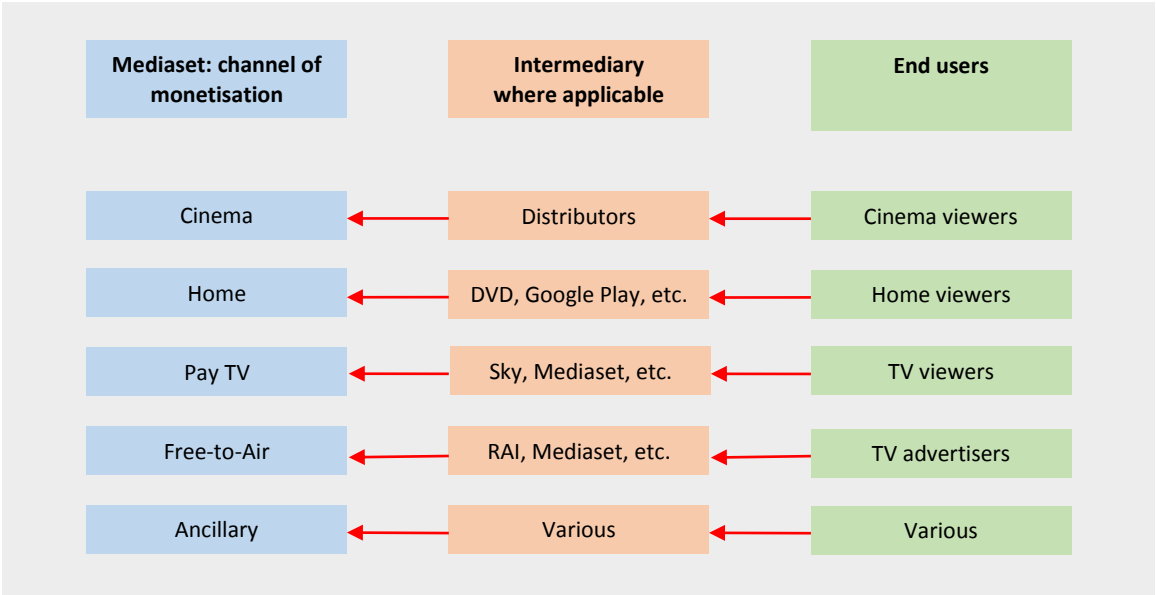 Mediaset: channel of
monetisation
Intermediary
where applicable
End users
Cinema
Distributors
Cinema viewers
Home
DVD, Google Play, etc.
Home viewers
Pay TV
Sky, Mediaset, etc.
TV viewers
Free-to-Air
RAI, Mediaset, etc.
TV advertisers
Ancillary
Various
Various